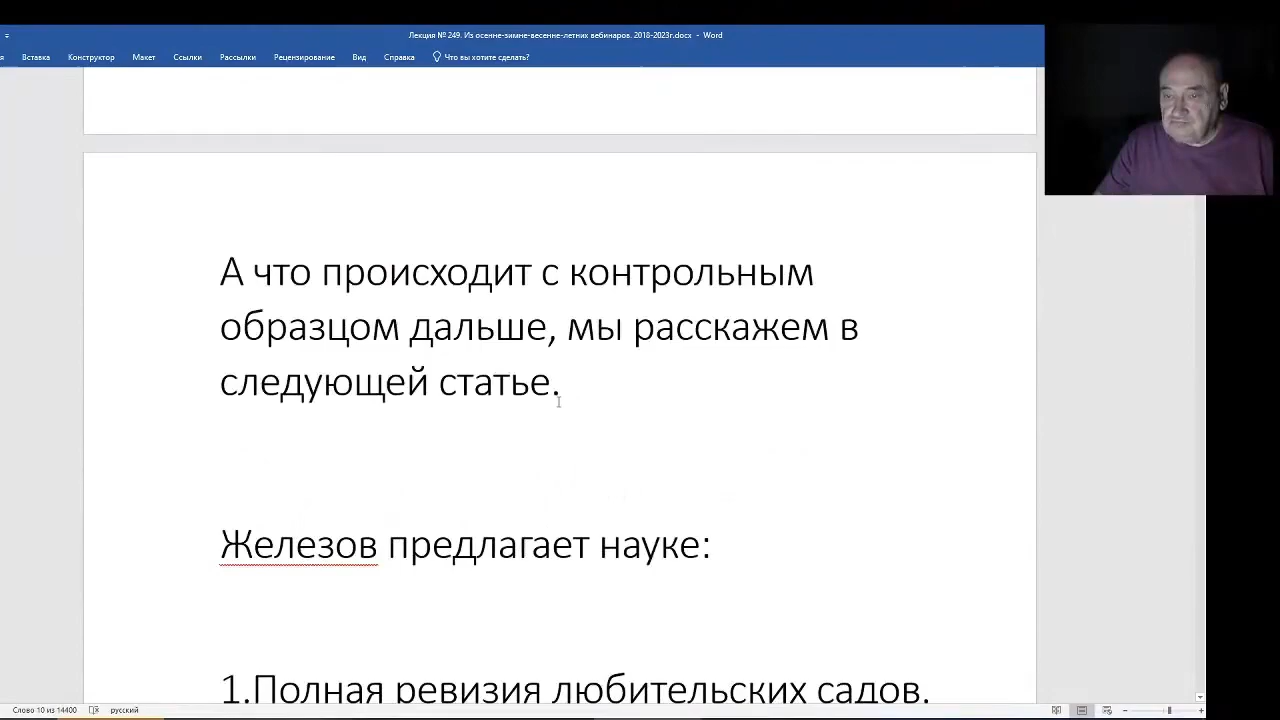 Лекция № 249. Из осенне-зимне-весенне-летних вебинаров. 2018-2023г.docx - Word
я Вставка Конструктор Макет Ссылки Рассылки Рецензирование Вид Справка Что вы хотите сделать?
А что происходит с контрольным
образцом дальше, мы расскажем в
следующей статье.
Железов предлагает науке:
1.Полная ревизия любительских садов.
Слово 10 из 14400 русский